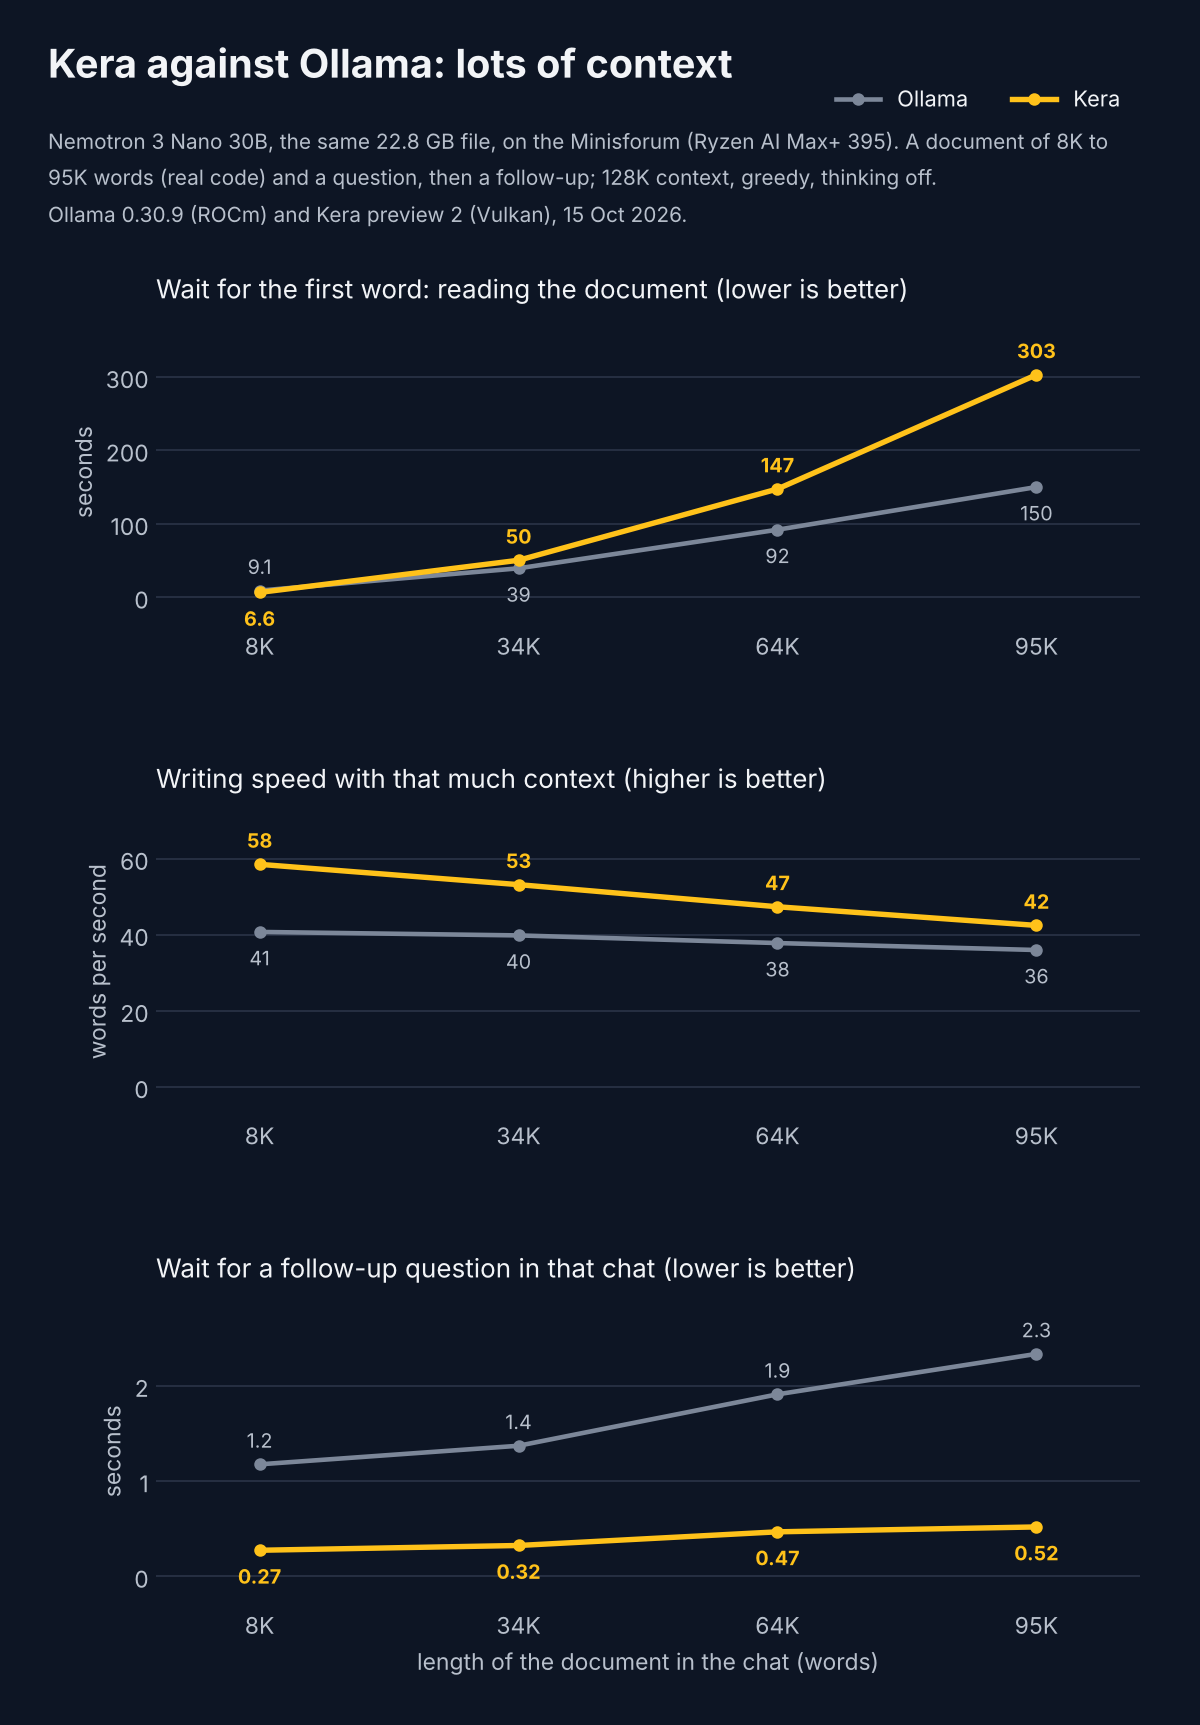 Kera against Ollama: lots of context
Ollama
Kera
Nemotron 3 Nano 30B, the same 22.8 GB file, on the Minisforum (Ryzen AI Max+ 395). A document of 8K to
95K words (real code) and a question, then a follow-up; 128K context, greedy, thinking off.
Ollama 0.30.9 (ROCm) and Kera preview 2 (Vulkan), 15 Oct 2026.
Wait for the first word: reading the document (lower is better)
seconds
300
200
100
0
303
147
150
50
92
9.1
39
6.6
8K
34K
64K
95K
Writing speed with that much context (higher is better)
words per second
60
40
20
0
58
53
47
42
41
40
38
36
8K
34K
64K
95K
Wait for a follow-up question in that chat (lower is better)
seconds
2
1
0
2.3
1.9
1.4
1.2
0.27
0.32
0.47
0.52
8K
34K
64K
95K
length of the document in the chat (words)